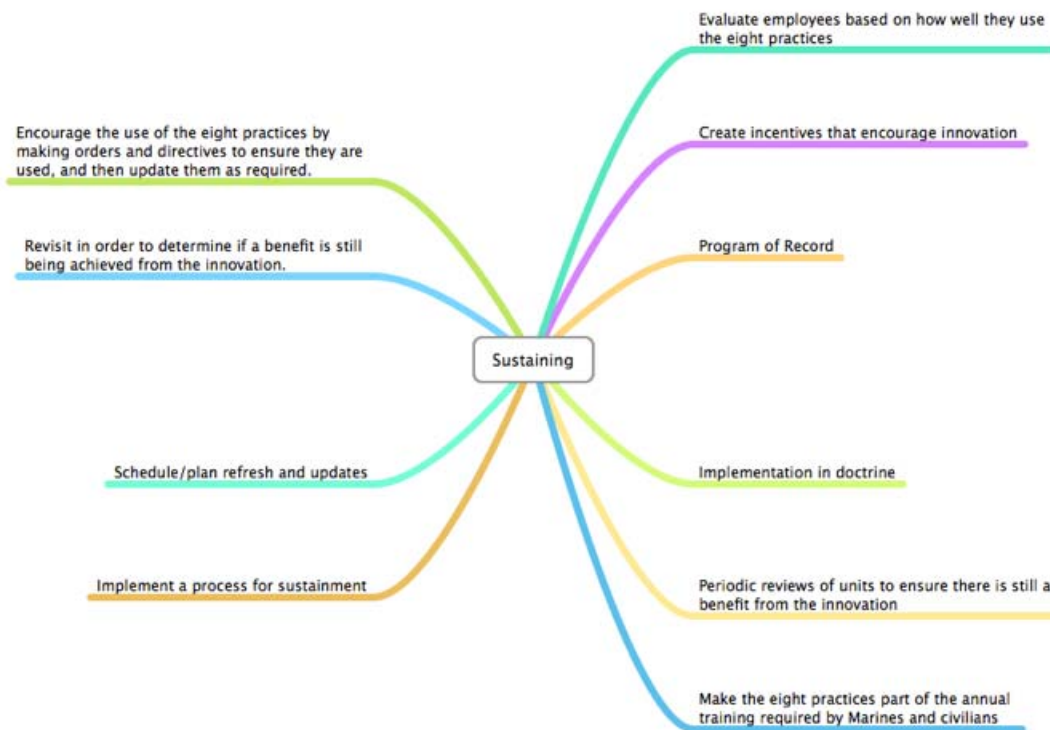 Evaluate employees based on how well they use
the eight practices
Encourage the use of the eight practices by
making orders and directives to ensure they are
used, and then update them as required.
Create incentives that encourage innovation
Revisit in order to determine if a benefit is still
being achieved from the innovation.
Program of Record
Sustaining
Schedule/plan refresh and updates
Implementation in doctrine
Implement a process for sustainment
Periodic reviews of units to ensure there is still a
benefit from the innovation
Make the eight practices part of the annual
training required by Marines and civilians